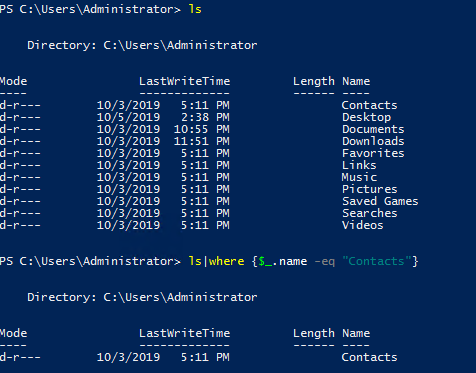 PS C:\Users\Administrator> ls
Directory: C:\Users\Administrator
Mode LastWriteTime Length Name
---- ------------- ------ ----
d-r--- 10/3/2019 5:11 PM Contacts
d-r--- 10/5/2019 2:38 PM Desktop
d-r--- 10/3/2019 10:55 PM Documents
d-r--- 10/3/2019 11:51 PM Downloads
d-r--- 10/3/2019 5:11 PM Favorites
d-r--- 10/3/2019 5:11 PM Links
d-r--- 10/3/2019 5:11 PM Music
d-r--- 10/3/2019 5:11 PM Pictures
d-r--- 10/3/2019 5:11 PM Saved Games
d-r--- 10/3/2019 5:11 PM Searches
d-r--- 10/3/2019 5:11 PM Videos
PS C:\Users\Administrator> ls|where {$_.name -eq "Contacts"}
Directory: C:\Users\Administrator
Mode LastWriteTime Length Name
---- ------------- ------ ----
d-r--- 10/3/2019 5:11 PM Contacts